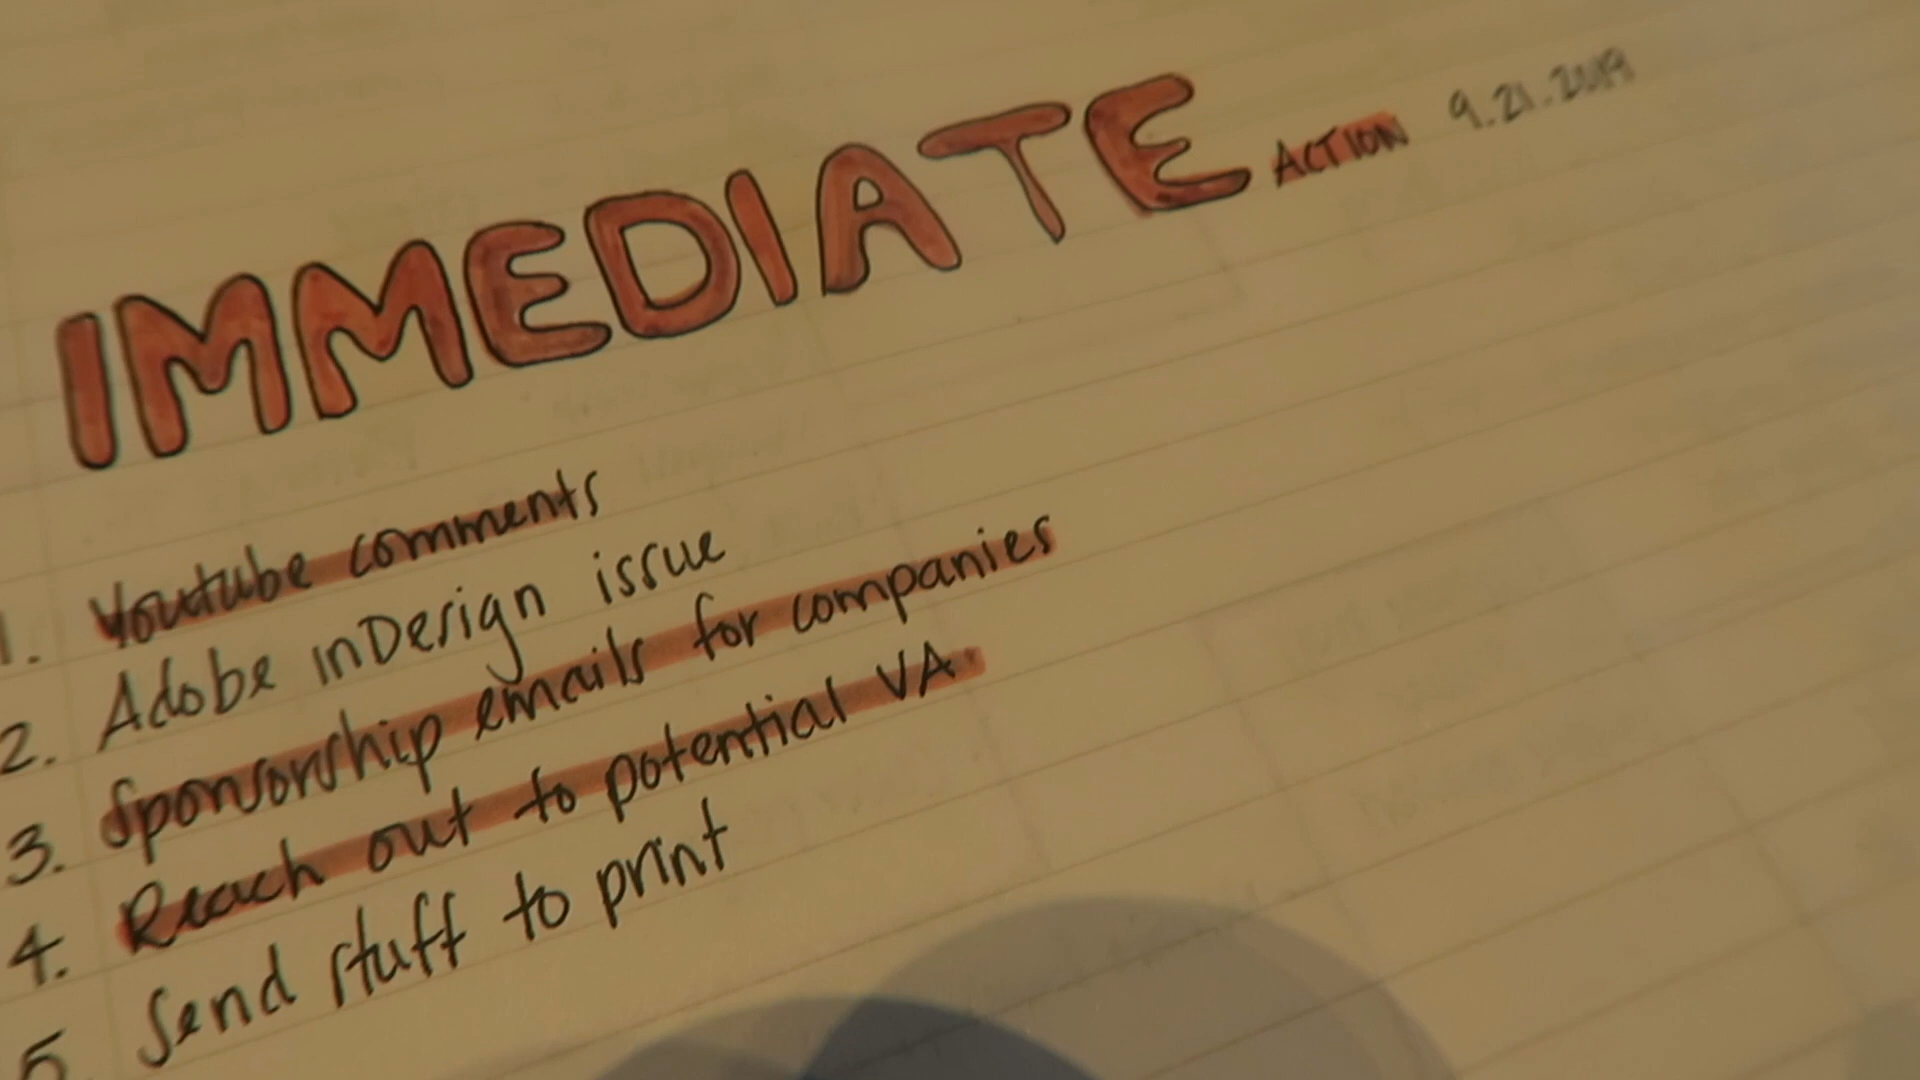 IMMEDIATE ACTION 9.21.2019
1. Youtube comments
2. Adobe inDesign issue
3. Sponsorship emails for companies
4. Reach out to potential VA
5. Send stuff to print